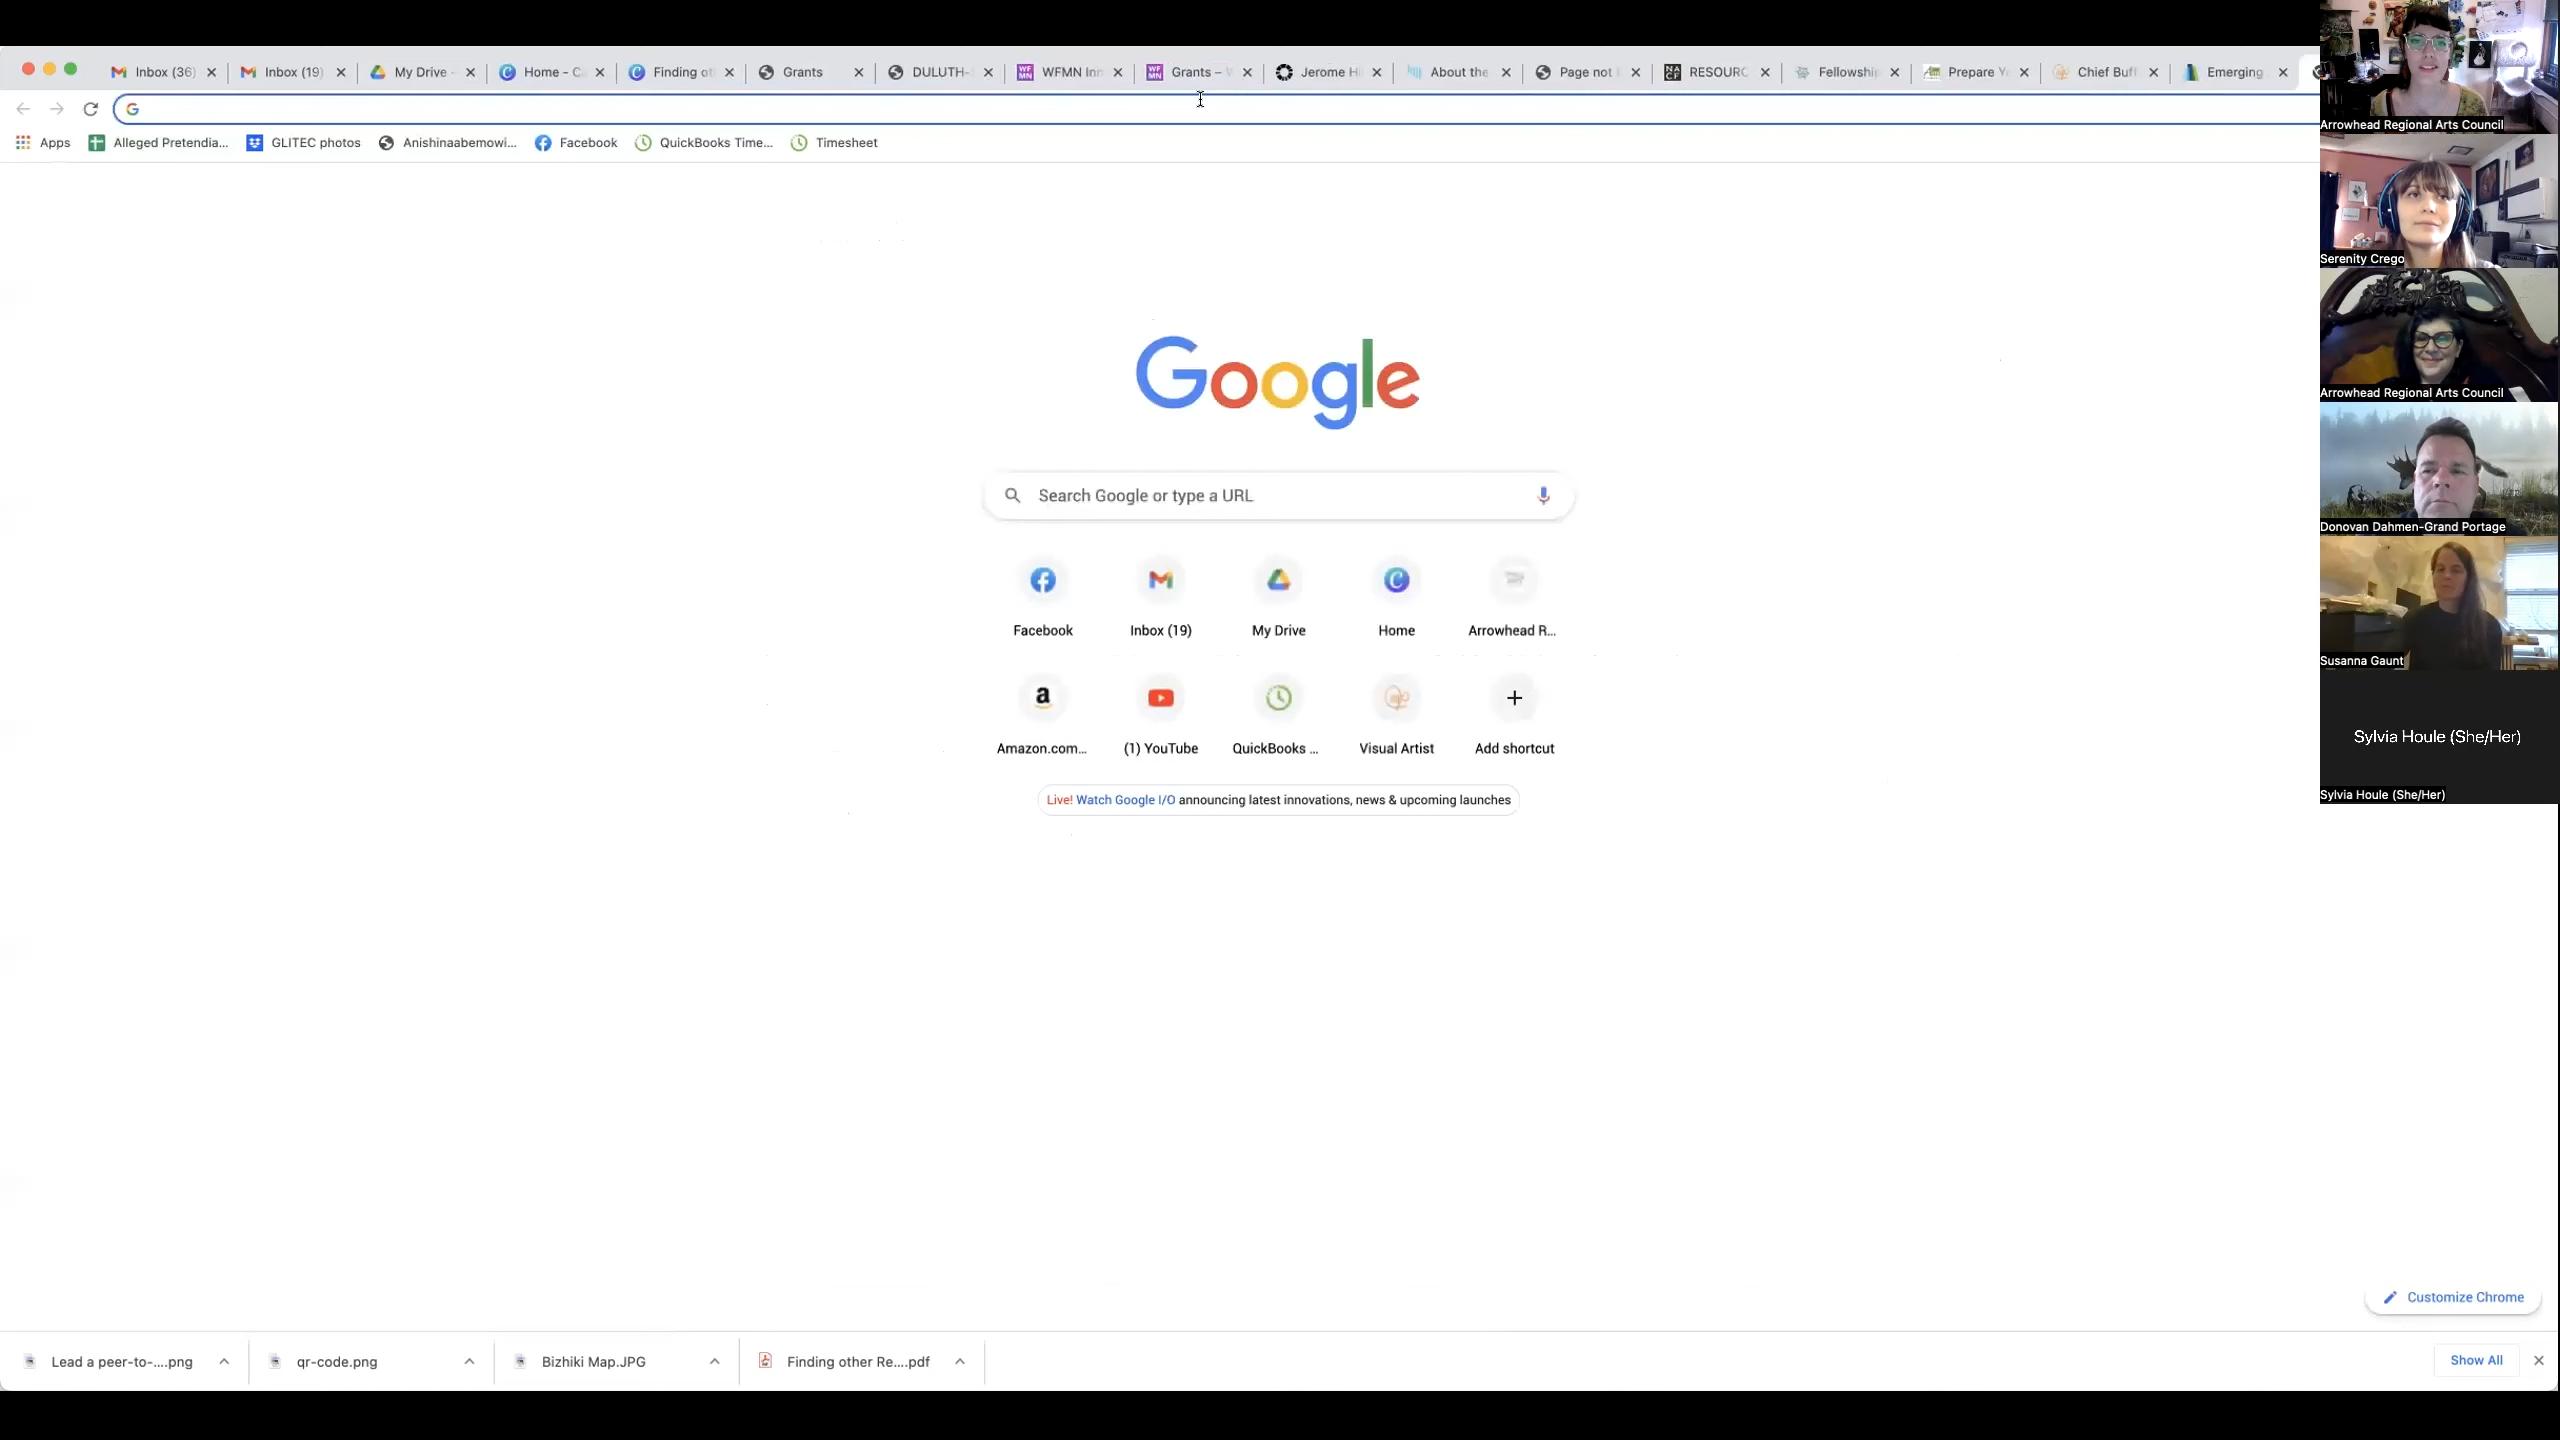 Inbox (36)
Inbox (19)
My Drive -
Home - C
Finding ot
Grants
DULUTH-
WFMN Inn
Grants – W
Jerome Hi
About the
Page not
RESOURC
Fellowship
Prepare Y
Chief Buff
Emerging
Apps
Alleged Pretendia...
GLITEC photos
Anishinaabemowi...
Facebook
QuickBooks Time...
Timesheet
Google
Search Google or type a URL
Facebook
Inbox (19)
My Drive
Home
Arrowhead R...
Amazon.com...
(1) YouTube
QuickBooks ...
Visual Artist
Add shortcut
Live! Watch Google I/O announcing latest innovations, news & upcoming launches
Customize Chrome
Lead a peer-to-....png
qr-code.png
Bizhiki Map.JPG
Finding other Re....pdf
Show All
Arrowhead Regional Arts Council
Serenity Crego
Arrowhead Regional Arts Council
Donovan Dahmen-Grand Portage
Susanna Gaunt
Sylvia Houle (She/Her)
Sylvia Houle (She/Her)